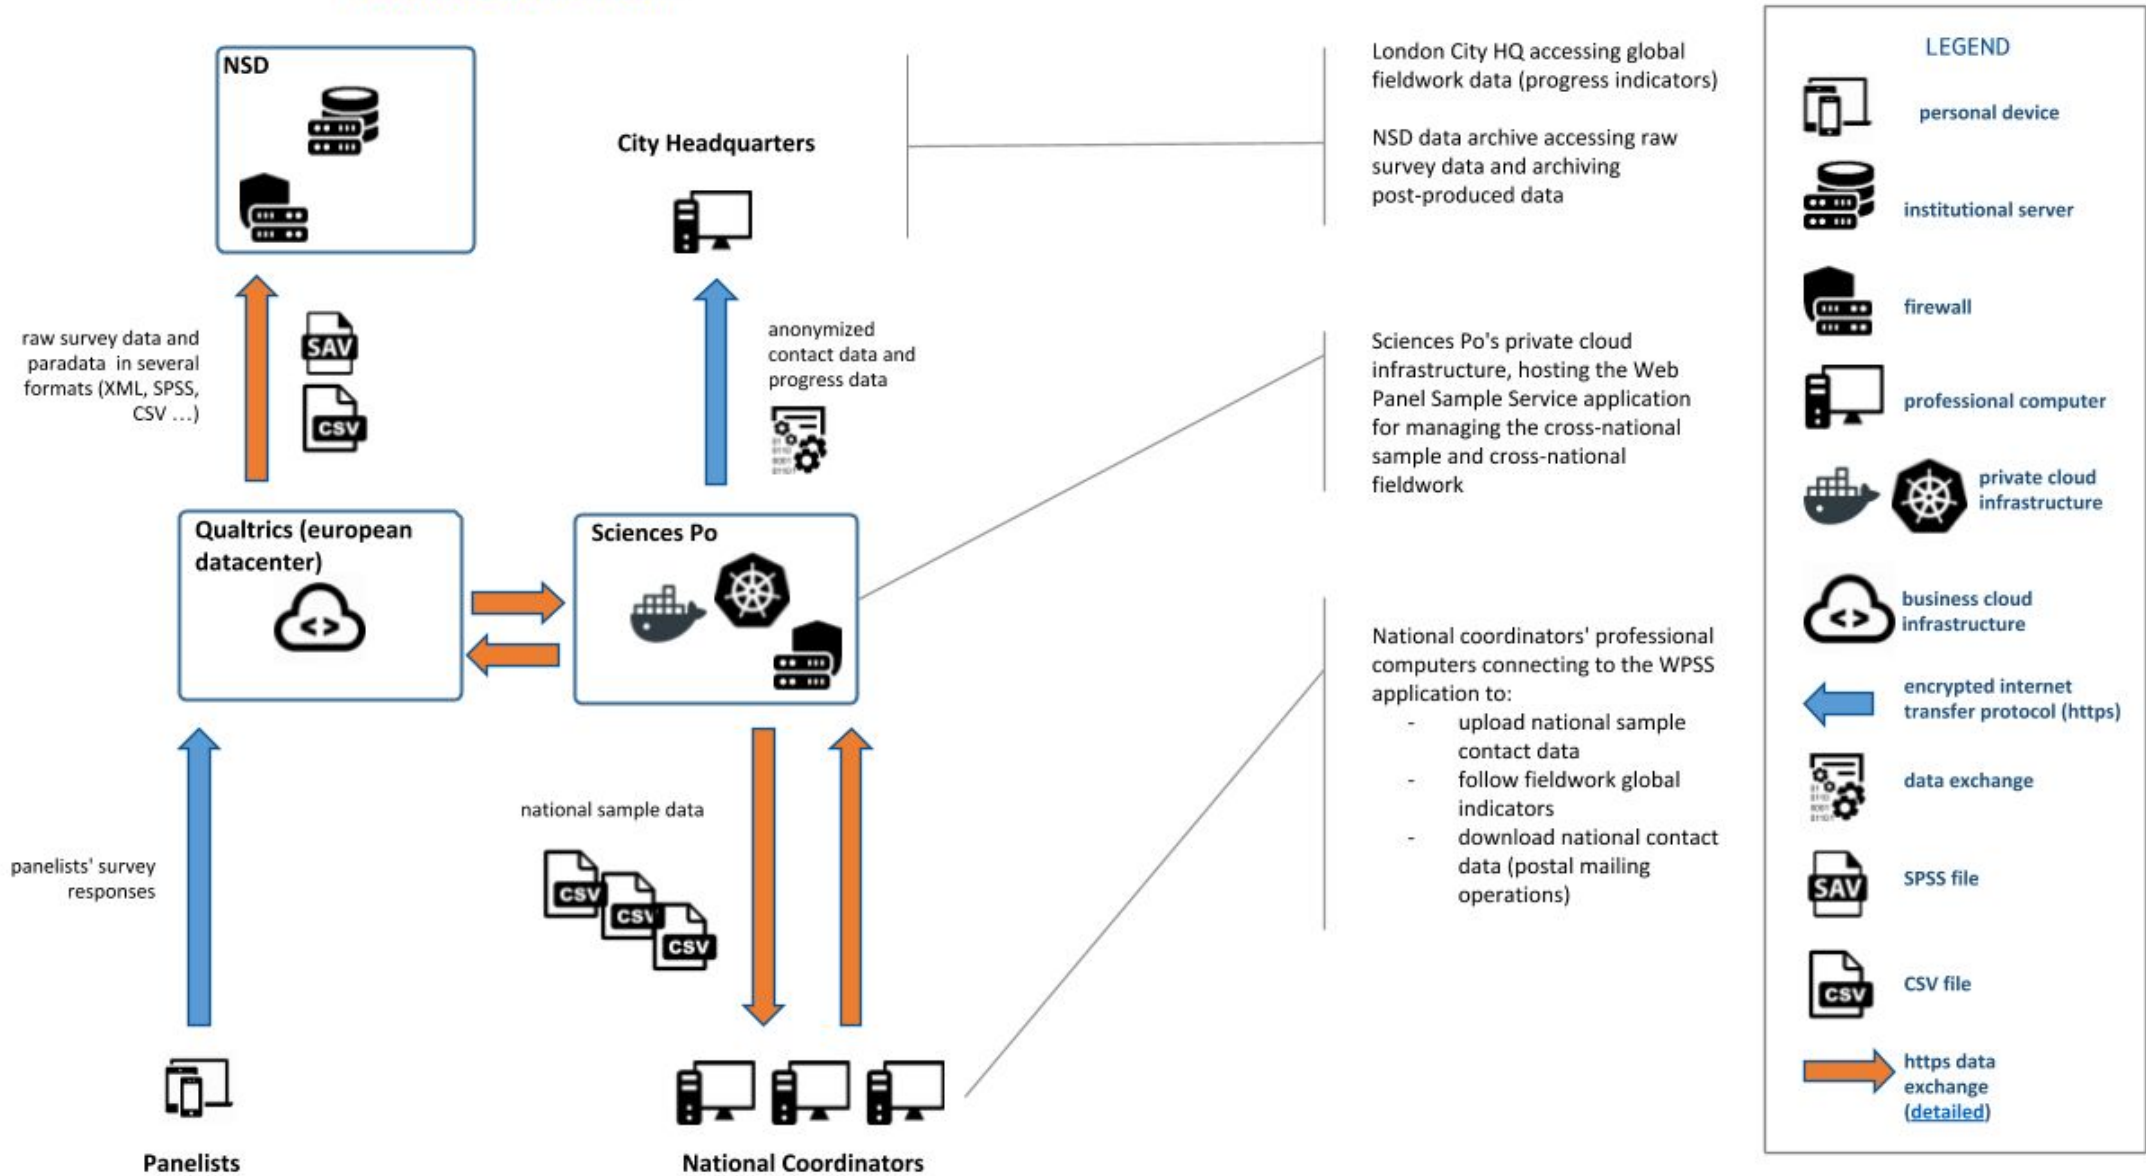 NSD
City Headquarters
raw survey data and
paradata in several
formats (XML, SPSS,
CSV ...)
SAV
CSV
anonymized
contact data and
progress data
Qualtrics (european
datacenter)
Sciences Po
panelists' survey
responses
national sample data
CSV
CSV
CSV
Panelists
National Coordinators
London City HQ accessing global
fieldwork data (progress indicators)
NSD data archive accessing raw
survey data and archiving
post-produced data
Sciences Po's private cloud
infrastructure, hosting the Web
Panel Sample Service application
for managing the cross-national
sample and cross-national
fieldwork
National coordinators' professional
computers connecting to the WPSS
application to:
- upload national sample
contact data
- follow fieldwork global
indicators
- download national contact
data (postal mailing
operations)
LEGEND
personal device
institutional server
firewall
professional computer
private cloud
infrastructure
business cloud
infrastructure
encrypted internet
transfer protocol (https)
data exchange
SAV
SPSS file
CSV
CSV file
https data
exchange
(detailed)